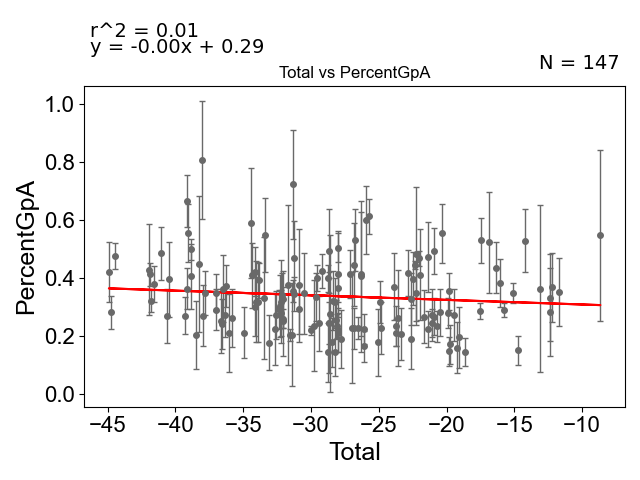 r^2 = 0.01
y = -0.00x + 0.29
N = 147
Total vs PercentGpA
PercentGpA
1.0
0.8
0.6
0.4
0.2
0.0
−45 −40 −35 −30 −25 −20 −15 −10
Total